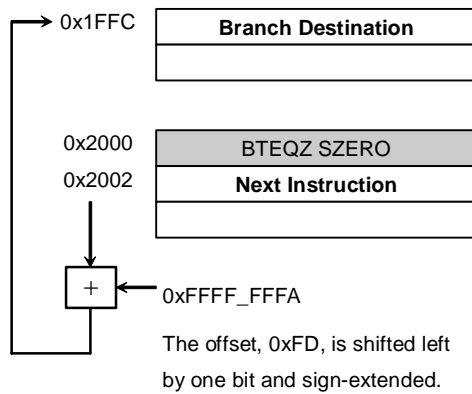 0x1FFC Branch Destination
0x2000 BTEQZ SZERO
0x2002 Next Instruction
+ 0xFFFF_FFFA
The offset, 0xFD, is shifted left
by one bit and sign-extended.